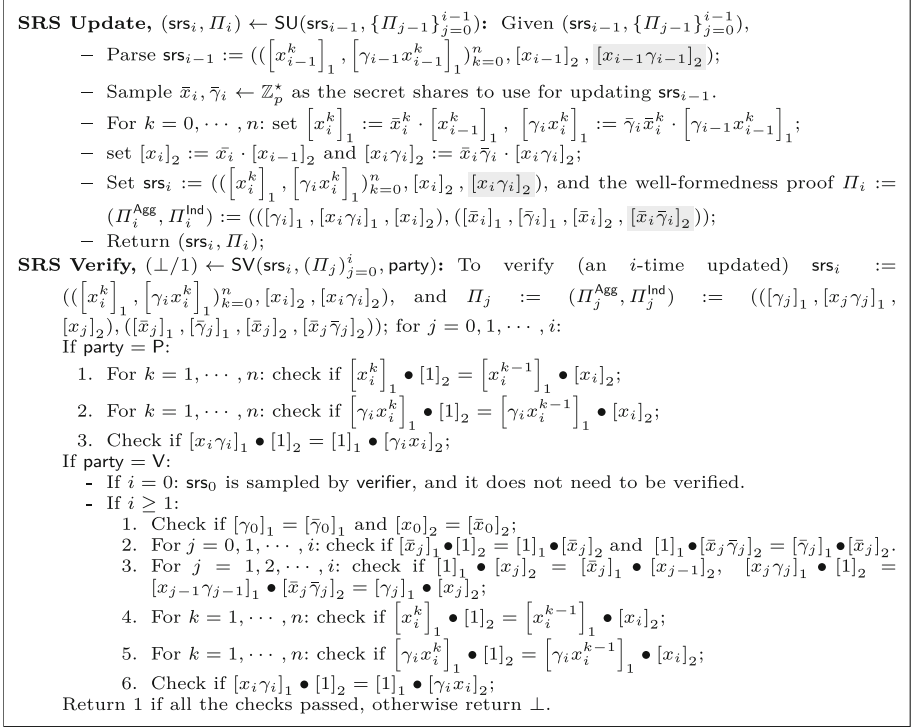 SRS Update, (srs_i, Π_i) ← SU(srs_{i−1}, {Π_{j−1}}_{j=0}^{i−1}): Given (srs_{i−1}, {Π_{j−1}}_{j=0}^{i−1}),
− Parse srs_{i−1} := (([x_{i−1}^k]_1, [γ_{i−1}x_{i−1}^k]_1)_{k=0}^n, [x_{i−1}]_2, [x_{i−1}γ_{i−1}]_2);
− Sample x̄_i, γ̄_i ← ℤ_p^⋆ as the secret shares to use for updating srs_{i−1}.
− For k = 0, ⋯ , n: set [x_i^k]_1 := x̄_i^k · [x_{i−1}^k]_1, [γ_i x_i^k]_1 := γ̄_i x̄_i^k · [γ_{i−1}x_{i−1}^k]_1;
− set [x_i]_2 := x̄_i · [x_{i−1}]_2 and [x_iγ_i]_2 := x̄_iγ̄_i · [x_iγ_i]_2;
− Set srs_i := (([x_i^k]_1, [γ_i x_i^k]_1)_{k=0}^n, [x_i]_2, [x_iγ_i]_2), and the well-formedness proof Π_i :=
(Π_i^{Agg}, Π_i^{Ind}) := (([γ_i]_1, [x_iγ_i]_1, [x_i]_2), ([x̄_i]_1, [γ̄_i]_1, [x̄_i]_2, [x̄_iγ̄_i]_2));
− Return (srs_i, Π_i);
SRS Verify, (⊥/1) ← SV(srs_i, (Π_j)_{j=0}^i, party): To verify (an i-time updated) srs_i :=
(([x_i^k]_1, [γ_i x_i^k]_1)_{k=0}^n, [x_i]_2, [x_iγ_i]_2), and Π_j := (Π_j^{Agg}, Π_j^{Ind}) := (([γ_j]_1, [x_jγ_j]_1,
[x_j]_2), ([x̄_j]_1, [γ̄_j]_1, [x̄_j]_2, [x̄_jγ̄_j]_2)); for j = 0, 1, ⋯ , i:
If party = P:
1. For k = 1, ⋯ , n: check if [x_i^k]_1 • [1]_2 = [x_i^{k−1}]_1 • [x_i]_2;
2. For k = 1, ⋯ , n: check if [γ_i x_i^k]_1 • [1]_2 = [γ_i x_i^{k−1}]_1 • [x_i]_2;
3. Check if [x_iγ_i]_1 • [1]_2 = [1]_1 • [γ_i x_i]_2;
If party = V:
- If i = 0: srs_0 is sampled by verifier, and it does not need to be verified.
- If i ≥ 1:
1. Check if [γ_0]_1 = [γ̄_0]_1 and [x_0]_2 = [x̄_0]_2;
2. For j = 0, 1, ⋯ , i: check if [x̄_j]_1•[1]_2 = [1]_1•[x̄_j]_2 and [1]_1•[x̄_jγ̄_j]_2 = [γ̄_j]_1•[x̄_j]_2.
3. For j = 1, 2, ⋯ , i: check if [1]_1 • [x_j]_2 = [x̄_j]_1 • [x_{j−1}]_2, [x_jγ_j]_1 • [1]_2 =
[x_{j−1}γ_{j−1}]_1 • [x̄_jγ̄_j]_2 = [γ_j]_1 • [x_j]_2;
4. For k = 1, ⋯ , n: check if [x_i^k]_1 • [1]_2 = [x_i^{k−1}]_1 • [x_i]_2;
5. For k = 1, ⋯ , n: check if [γ_i x_i^k]_1 • [1]_2 = [γ_i x_i^{k−1}]_1 • [x_i]_2;
6. Check if [x_iγ_i]_1 • [1]_2 = [1]_1 • [γ_i x_i]_2;
Return 1 if all the checks passed, otherwise return ⊥.